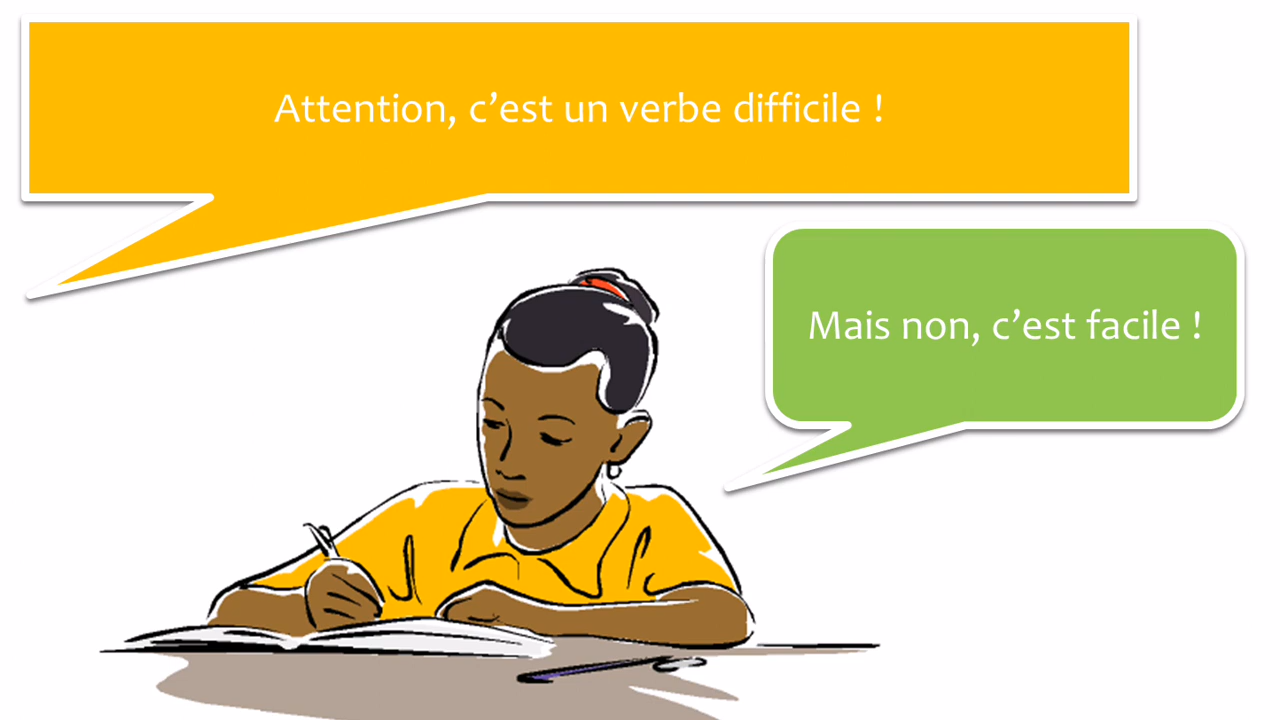 Attention, c’est un verbe difficile !
Mais non, c’est facile !